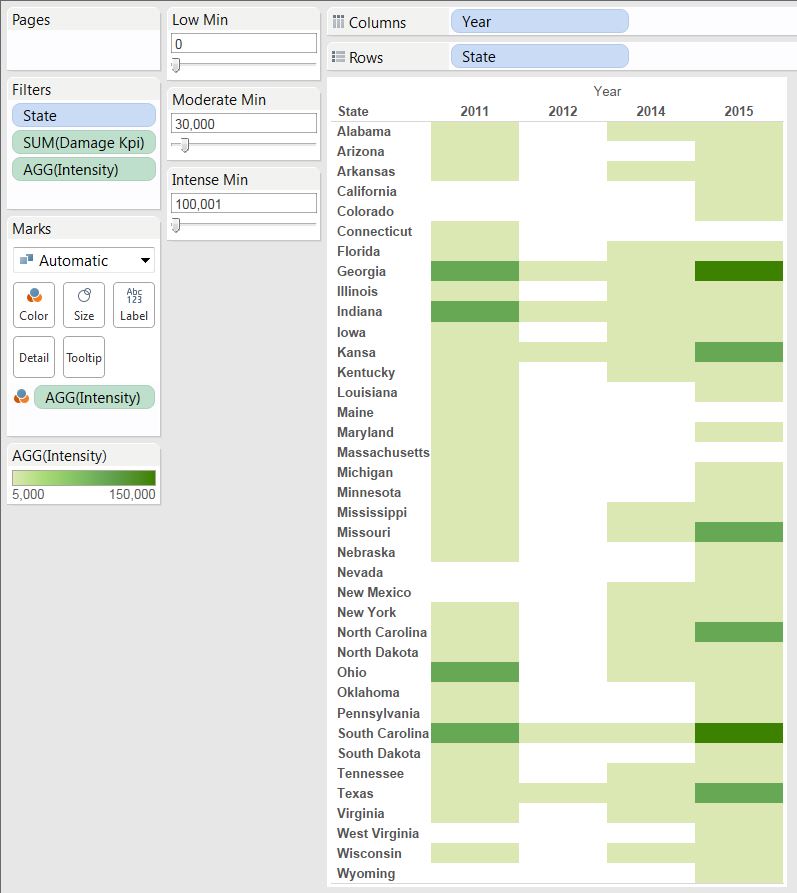 Pages
Filters
State
SUM(Damage Kpi)
AGG(Intensity)
Marks
Automatic
Color
Size
Abc
123
Label
Detail
Tooltip
AGG(Intensity)
AGG(Intensity)
5,000 150,000
Low Min
0
Moderate Min
30,000
Intense Min
100,001
Columns Year
Rows State
Year
State 2011 2012 2014 2015
Alabama
Arizona
Arkansas
California
Colorado
Connecticut
Florida
Georgia
Illinois
Indiana
Iowa
Kansa
Kentucky
Louisiana
Maine
Maryland
Massachusetts
Michigan
Minnesota
Mississippi
Missouri
Nebraska
Nevada
New Mexico
New York
North Carolina
North Dakota
Ohio
Oklahoma
Pennsylvania
South Carolina
South Dakota
Tennessee
Texas
Virginia
West Virginia
Wisconsin
Wyoming